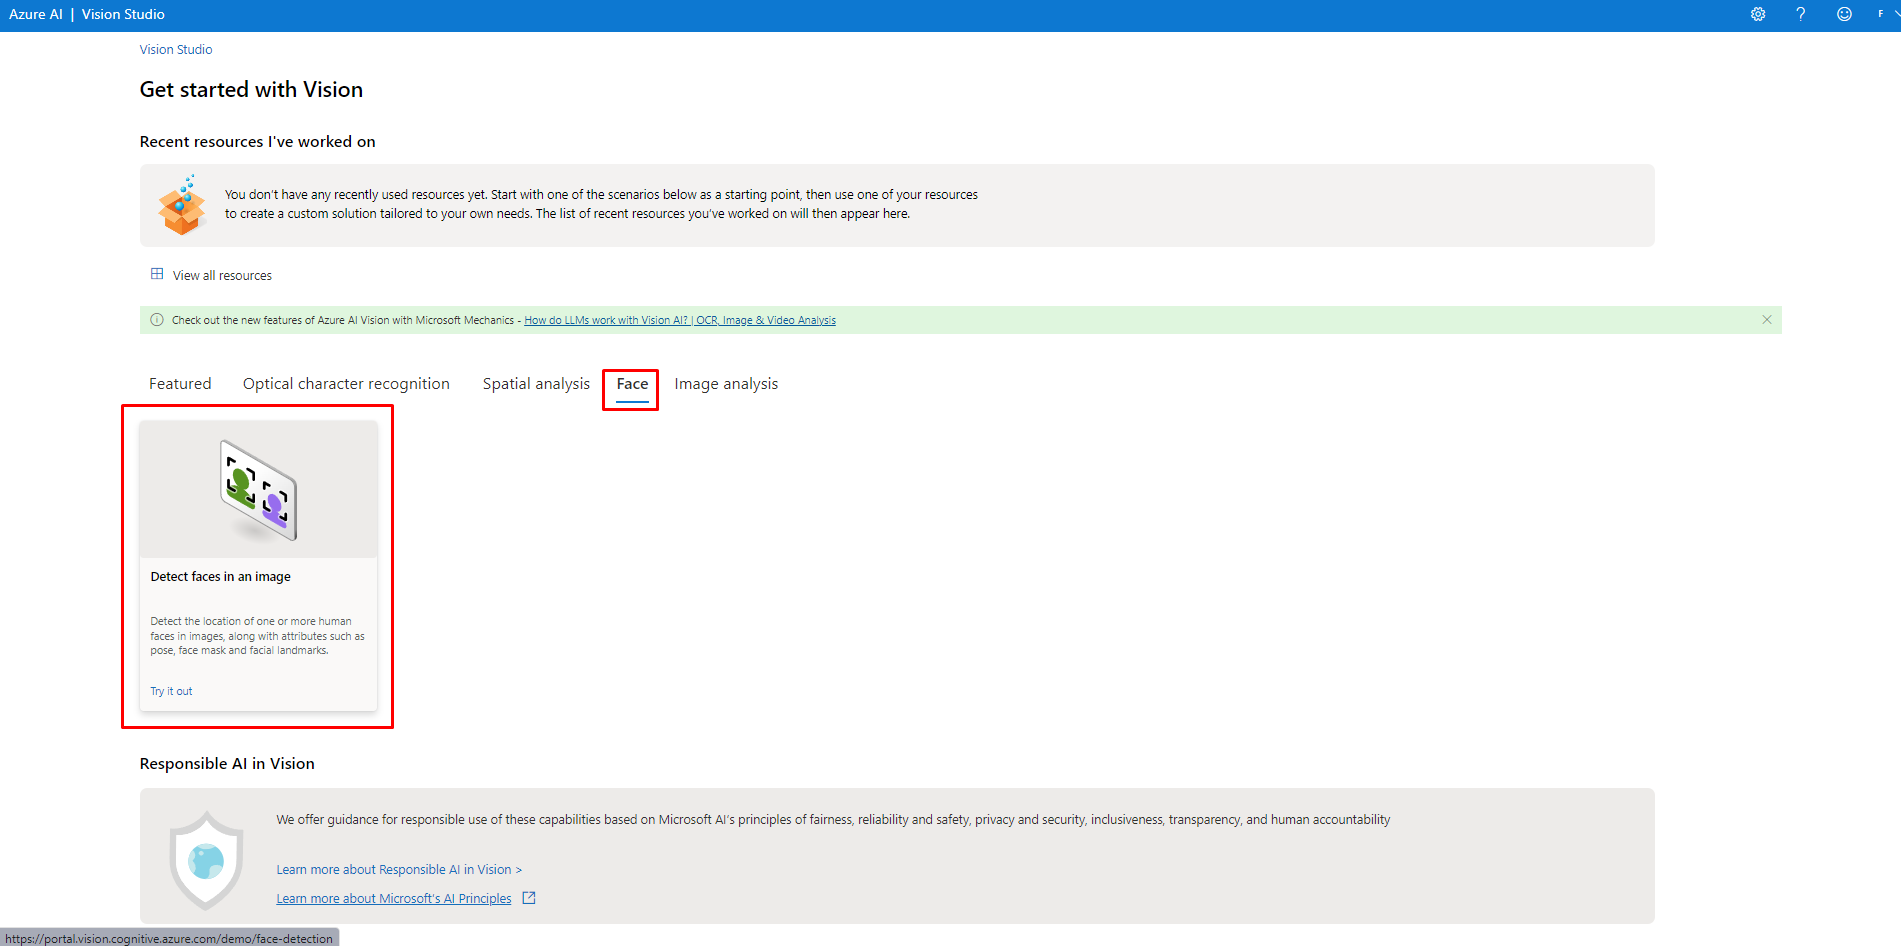 Azure AI | Vision Studio
F
Vision Studio
Get started with Vision
Recent resources I've worked on
You don't have any recently used resources yet. Start with one of the scenarios below as a starting point, then use one of your resources
to create a custom solution tailored to your own needs. The list of recent resources you've worked on will then appear here.
View all resources
Check out the new features of Azure AI Vision with Microsoft Mechanics - How do LLMs work with Vision AI? | OCR, Image & Video Analysis
Featured Optical character recognition Spatial analysis Face Image analysis
Detect faces in an image
Detect the location of one or more human
faces in images, along with attributes such as
pose, face mask and facial landmarks.
Try it out
Responsible AI in Vision
We offer guidance for responsible use of these capabilities based on Microsoft AI's principles of fairness, reliability and safety, privacy and security, inclusiveness, transparency, and human accountability
Learn more about Responsible AI in Vision >
Learn more about Microsoft's AI Principles
https://portal.vision.cognitive.azure.com/demo/face-detection